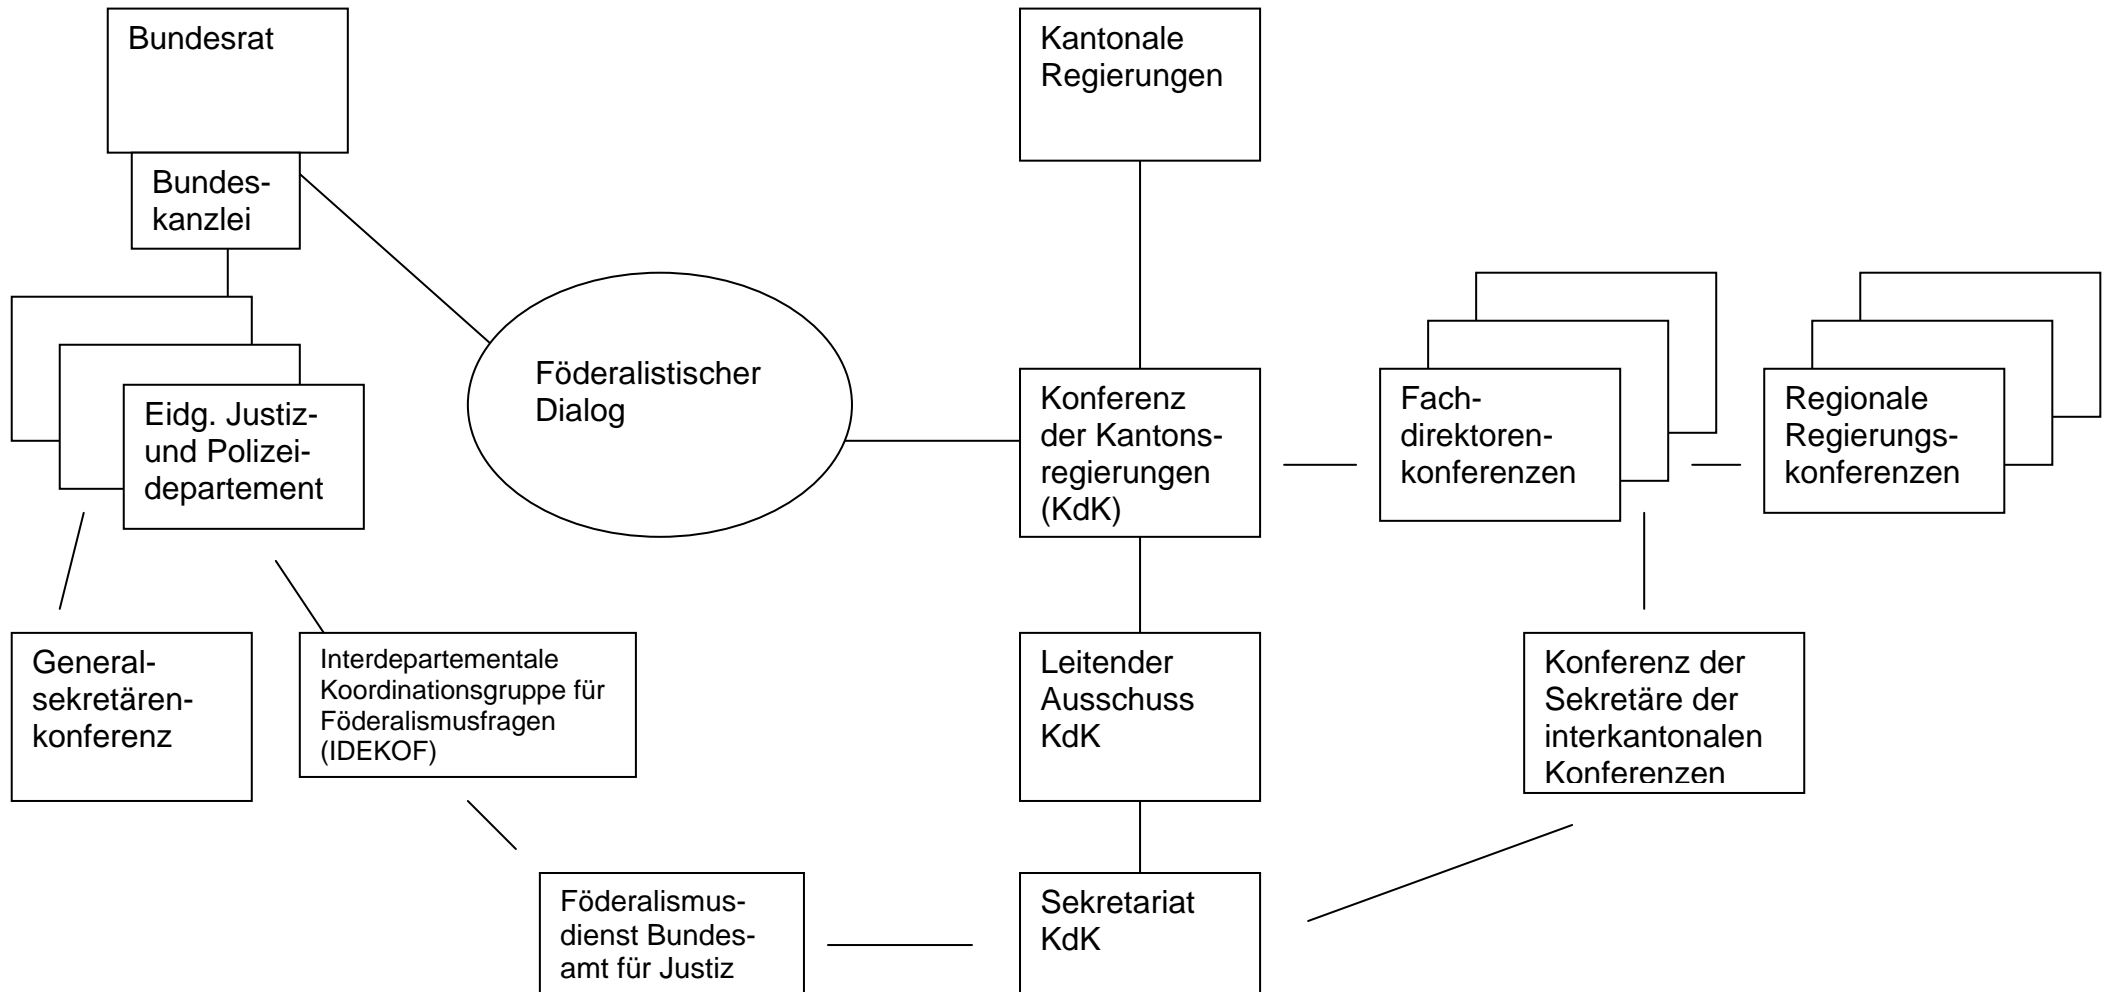 Bundesrat
Kantonale
Regierungen
Bundes-
kanzlei
Föderalistischer
Dialog
Eidg. Justiz-
und Polizei-
departement
Konferenz
der Kantons-
regierungen
(KdK)
Fach-
direktoren-
konferenzen
Regionale
Regierungs-
konferenzen
General-
sekretären-
konferenz
Interdepartementale
Koordinationsgruppe für
Föderalismusfragen
(IDEKOF)
Leitender
Ausschuss
KdK
Konferenz der
Sekretäre der
interkantonalen
Konferenzen
Föderalismus-
dienst Bundes-
amt für Justiz
Sekretariat
KdK